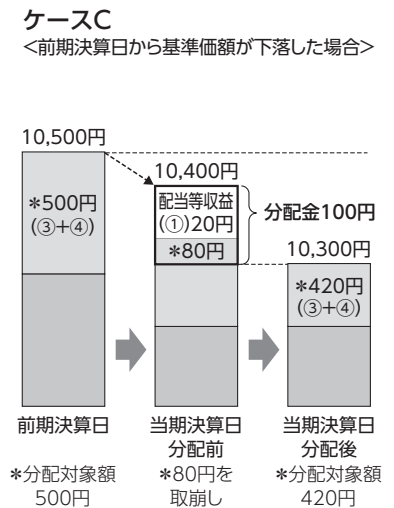 ケースC
<前期決算日から基準価額が下落した場合>
10,500円
*500円
(③+④)
10,400円
配当等収益
(①)20円
*80円
分配金100円
10,300円
*420円
(③+④)
前期決算日
当期決算日
分配前
当期決算日
分配後
*分配対象額
500円
*80円を
取崩し
*分配対象額
420円